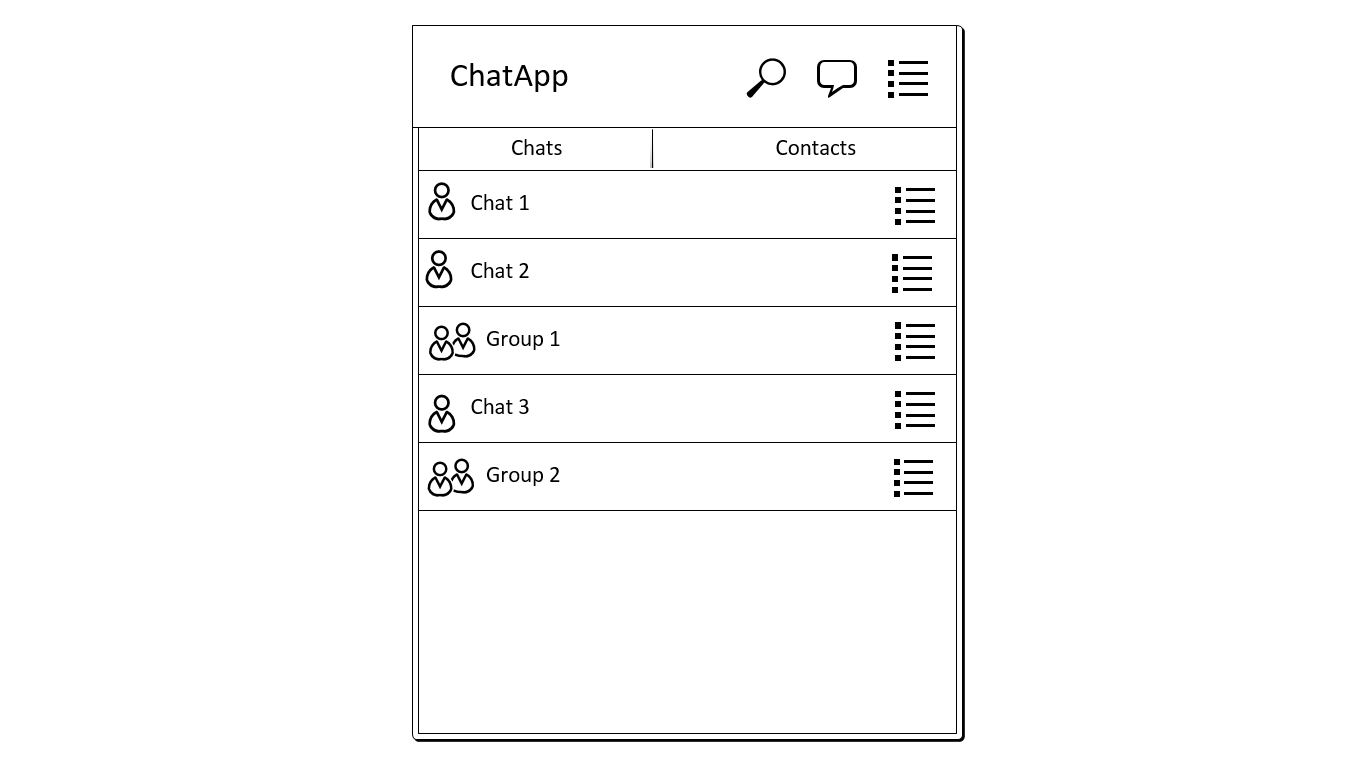 ChatApp
Chats Contacts
Chat 1
Chat 2
Group 1
Chat 3
Group 2